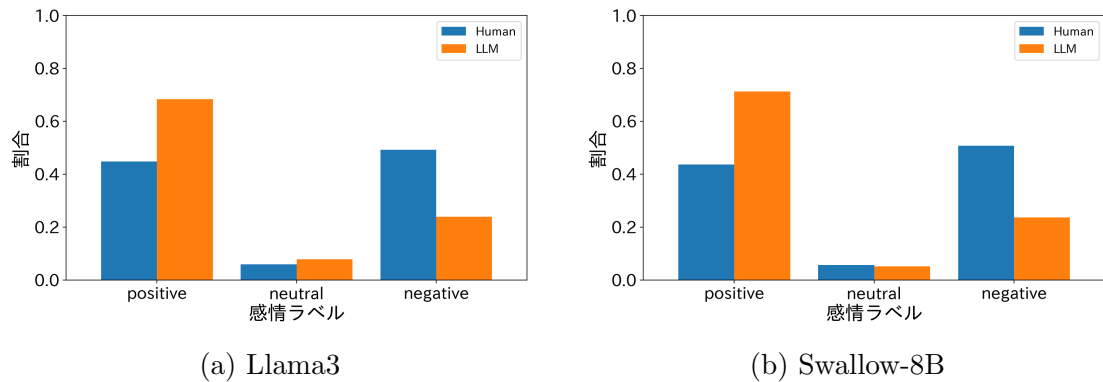 1.0
0.8
0.6
0.4
0.2
0.0
割合
Human
LLM
positive neutral negative
感情ラベル
(a) Llama3
1.0
0.8
0.6
0.4
0.2
0.0
割合
Human
LLM
positive neutral negative
感情ラベル
(b) Swallow-8B